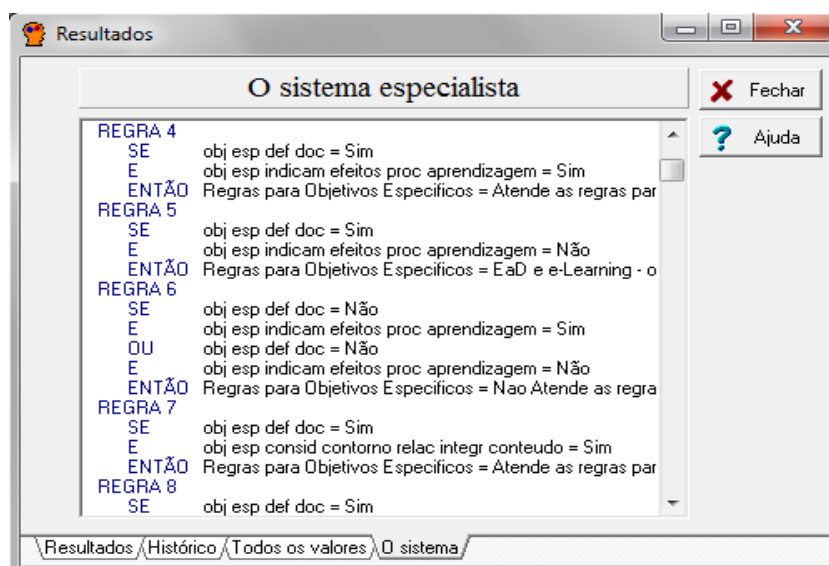 Resultados
O sistema especialista
Fechar
Ajuda
REGRA 4
SE obj esp def doc = Sim
E obj esp indicam efeitos proc aprendizagem = Sim
ENTÃO Regras para Objetivos Especificos = Atende as regras par
REGRA 5
SE obj esp def doc = Sim
E obj esp indicam efeitos proc aprendizagem = Não
ENTÃO Regras para Objetivos Especificos = EaD e e-Learning - o
REGRA 6
SE obj esp def doc = Não
E obj esp indicam efeitos proc aprendizagem = Sim
OU obj esp def doc = Não
E obj esp indicam efeitos proc aprendizagem = Não
ENTÃO Regras para Objetivos Especificos = Nao Atende as regra
REGRA 7
SE obj esp def doc = Sim
E obj esp consid contorno relac integr conteudo = Sim
ENTÃO Regras para Objetivos Especificos = Atende as regras par
REGRA 8
SE obj esp def doc = Sim
Resultados Histórico Todos os valores O sistema